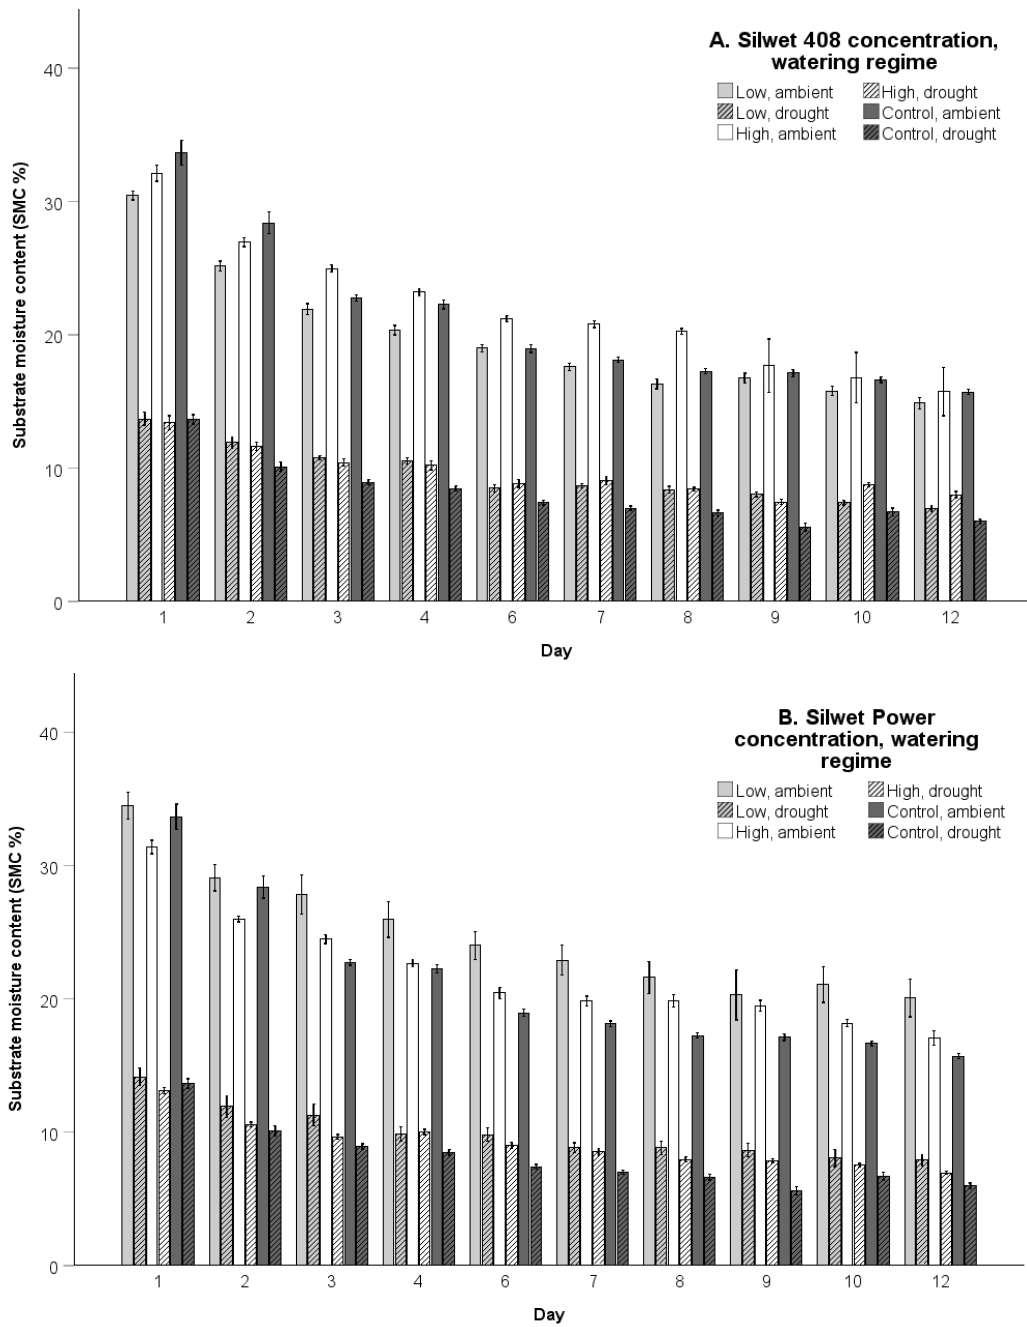 A. Silwet 408 concentration,
watering regime
Low, ambient
High, drought
Low, drought
Control, ambient
High, ambient
Control, drought
Substrate moisture content (SMC %)
40
30
20
10
0
1 2 3 4 6 7 8 9 10 12
Day
B. Silwet Power
concentration, watering
regime
Low, ambient
High, drought
Low, drought
Control, ambient
High, ambient
Control, drought
Substrate moisture content (SMC %)
40
30
20
10
0
1 2 3 4 6 7 8 9 10 12
Day